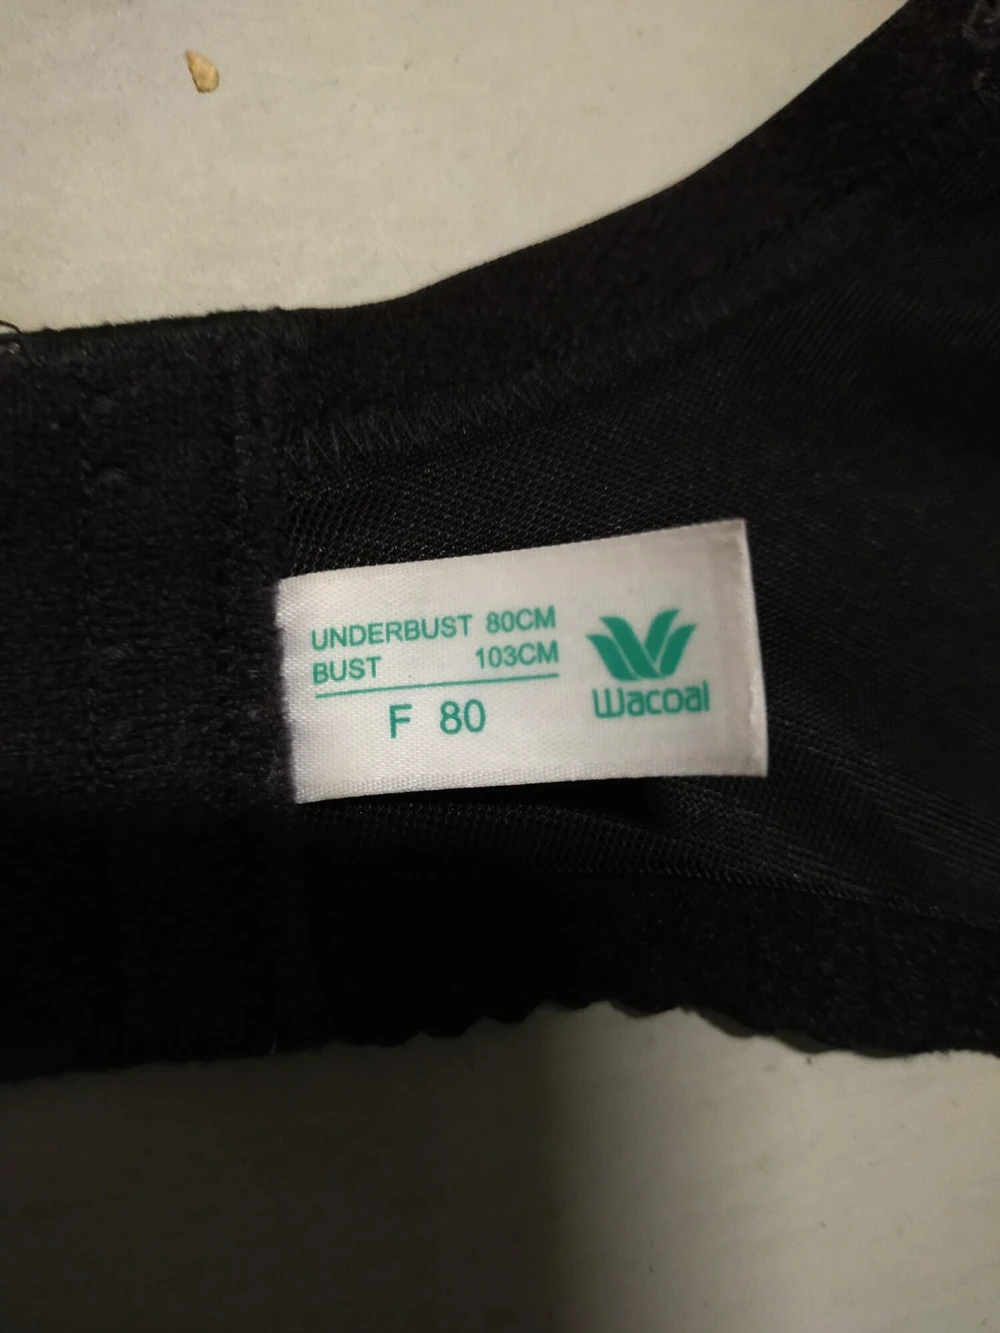 UNDERBUST 80CM
BUST 103CM
F 80
Wacoal